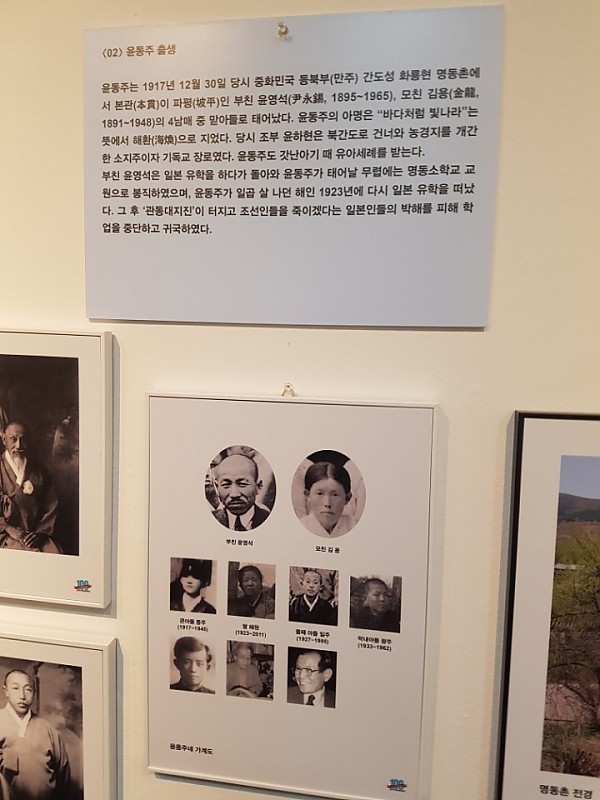 <02> 윤동주 출생
윤동주는 1917년 12월 30일 당시 중화민국 동북부(만주) 간도성 화룡현 명동촌에
서 본관(本貫)이 파평(坡平)인 부친 윤영석(尹永錫, 1895~1965), 모친 김용(金龍,
1891~1948)의 4남매 중 맏아들로 태어났다. 윤동주의 아명은 “바다처럼 빛나라”는
뜻에서 해환(海煥)으로 지었다. 당시 조부 윤하현은 북간도로 건너와 농경지를 개간
한 소지주이자 기독교 장로였다. 윤동주도 갓난아기 때 유아세례를 받는다.
부친 윤영석은 일본 유학을 하다가 돌아와 윤동주가 태어날 무렵에는 명동소학교 교
원으로 봉직하였으며, 윤동주가 일곱 살 나던 해인 1923년에 다시 일본 유학을 떠났
다. 그 후 ‘관동대지진’이 터지고 조선인들을 죽이겠다는 일본인들의 박해를 피해 학
업을 중단하고 귀국하였다.
부친 윤영석
모친 김 용
큰아들 동주
(1917~1945)
딸 혜원
(1923~2011)
둘째 아들 일주
(1927~1985)
막내아들 광주
(1933~1962)
윤동주네 가계도
명동촌 전경
100
100